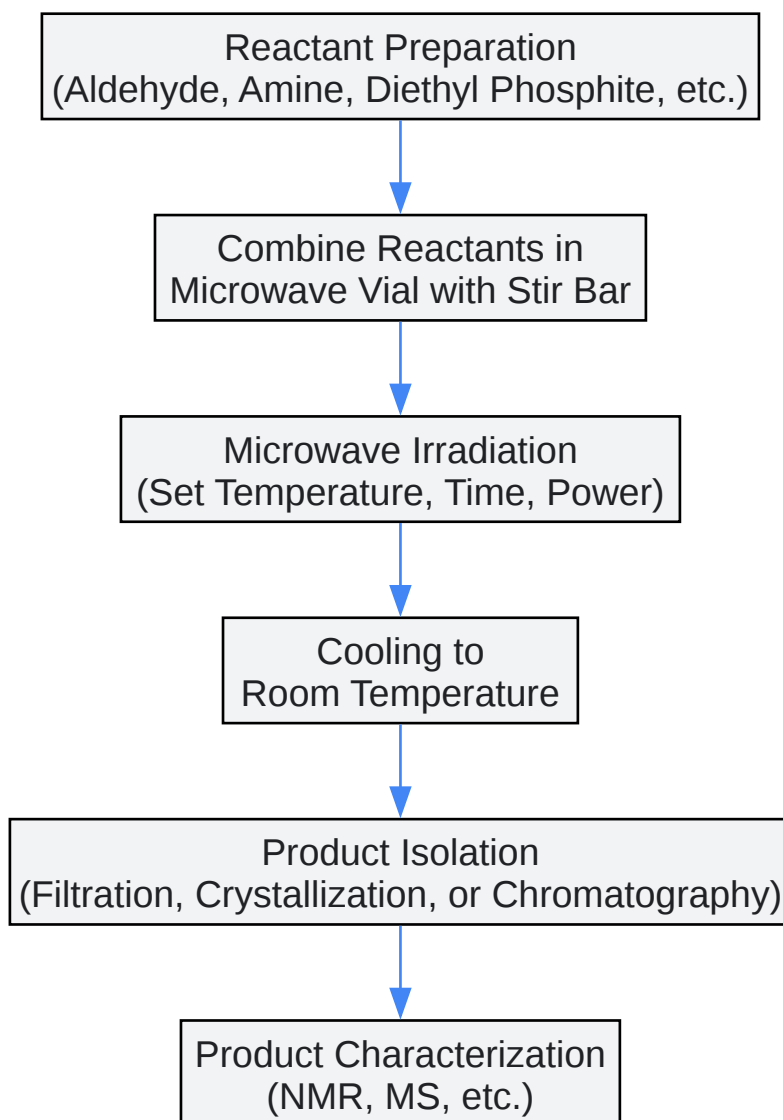 Reactant Preparation
(Aldehyde, Amine, Diethyl Phosphite, etc.)
Combine Reactants in
Microwave Vial with Stir Bar
Microwave Irradiation
(Set Temperature, Time, Power)
Cooling to
Room Temperature
Product Isolation
(Filtration, Crystallization, or Chromatography)
Product Characterization
(NMR, MS, etc.)